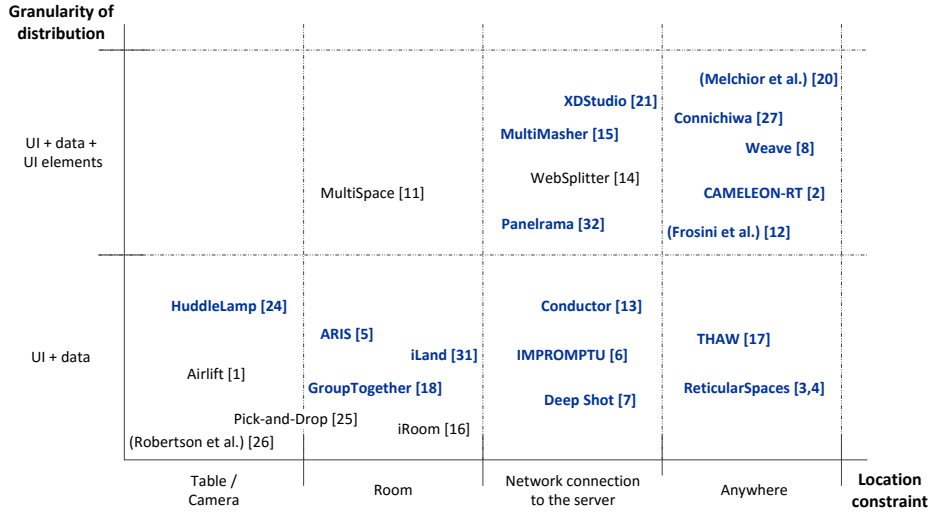 Granularity of
distribution
(Melchior et al.) [20]
XDStudio [21]
Connichiwa [27]
MultiMasher [15]
UI + data +
UI elements
Weave [8]
WebSplitter [14]
MultiSpace [11]
CAMELEON-RT [2]
Panelrama [32]
(Frosini et al.) [12]
HuddleLamp [24]
Conductor [13]
ARIS [5]
THAW [17]
UI + data
iLand [31]
IMPROMPTU [6]
Airlift [1]
GroupTogether [18]
ReticularSpaces [3,4]
Deep Shot [7]
Pick-and-Drop [25]
iRoom [16]
(Robertson et al.) [26]
Table /
Camera
Room
Network connection
to the server
Anywhere
Location
constraint